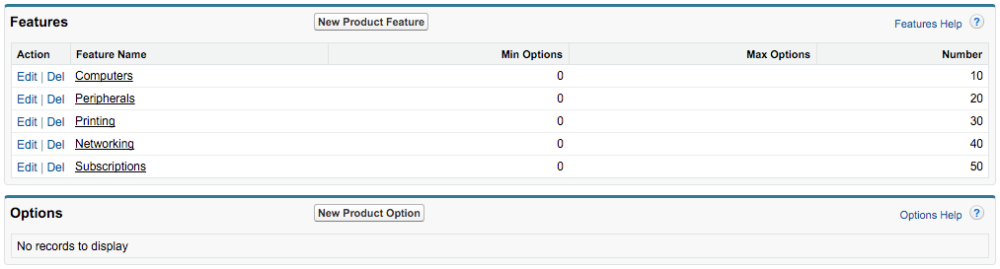 Features New Product Feature Features Help ?
Action Feature Name Min Options Max Options Number
Edit | Del Computers 0 10
Edit | Del Peripherals 0 20
Edit | Del Printing 0 30
Edit | Del Networking 0 40
Edit | Del Subscriptions 0 50
Options New Product Option Options Help ?
No records to display